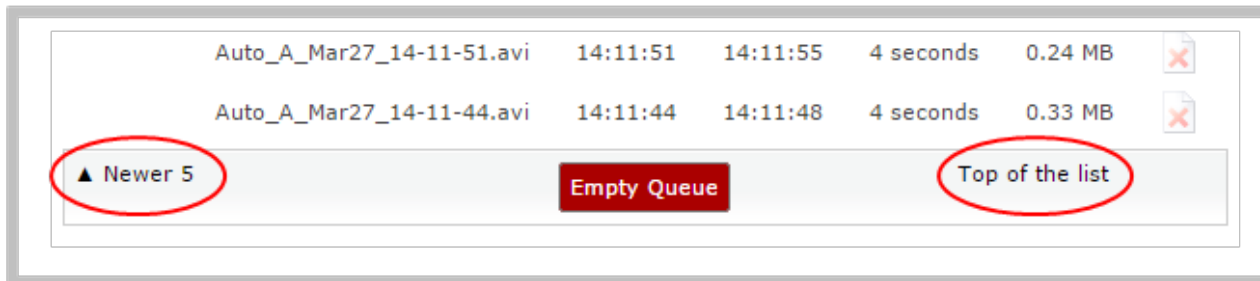 Auto_A_Mar27_14-11-51.avi 14:11:51 14:11:55 4 seconds 0.24 MB
Auto_A_Mar27_14-11-44.avi 14:11:44 14:11:48 4 seconds 0.33 MB
▲ Newer 5 Empty Queue Top of the list